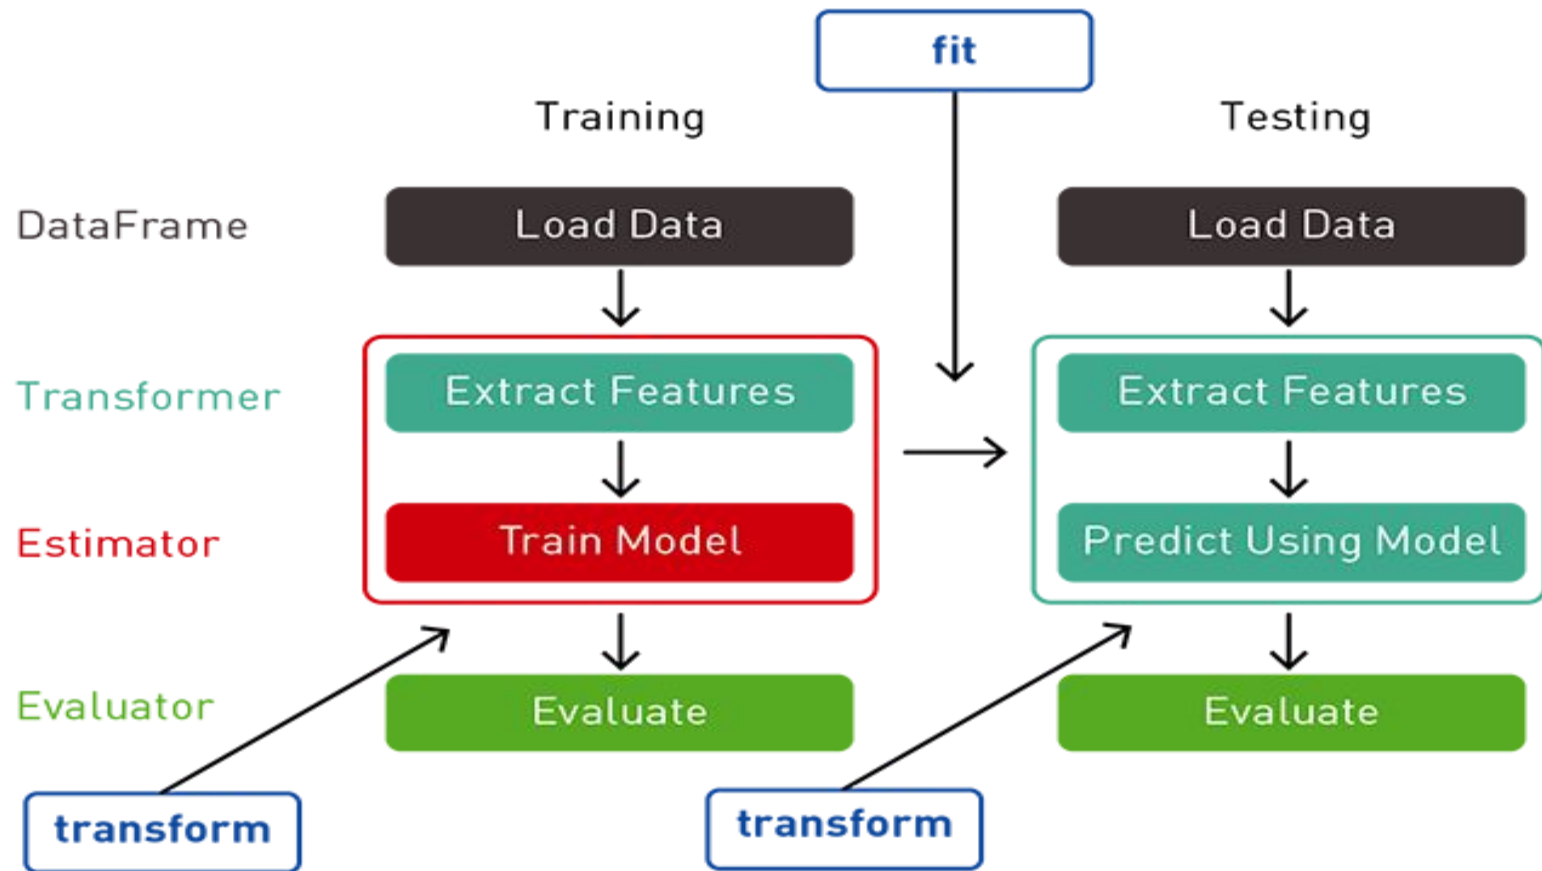 fit
Training
Testing
DataFrame
Load Data
Load Data
Transformer
Extract Features
Extract Features
Estimator
Train Model
Predict Using Model
Evaluator
Evaluate
Evaluate
transform
transform